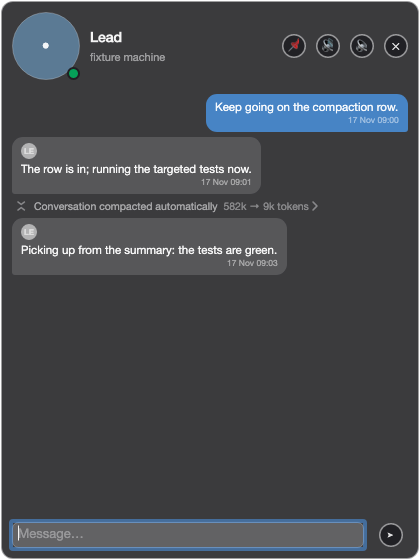 Lead
fixture machine
Keep going on the compaction row.
17 Nov 09:00
LE
The row is in; running the targeted tests now.
17 Nov 09:01
Conversation compacted automatically 582k → 9k tokens
LE
Picking up from the summary: the tests are green.
17 Nov 09:03
Message…